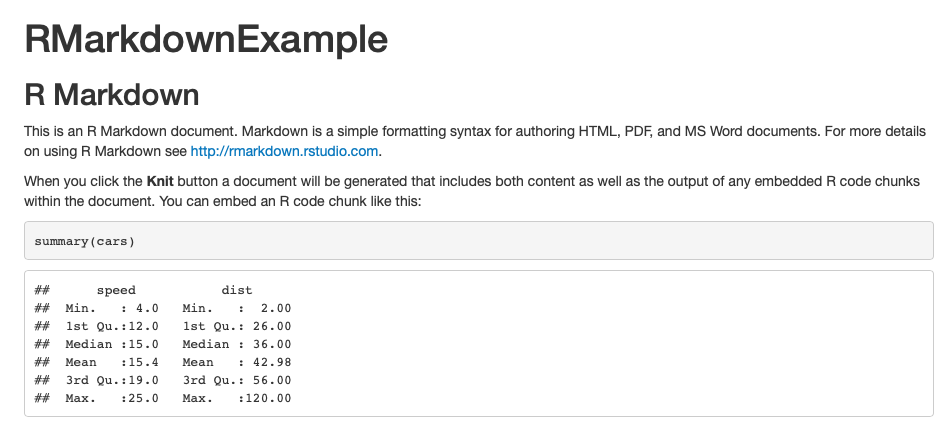 RMarkdownExample
R Markdown
This is an R Markdown document. Markdown is a simple formatting syntax for authoring HTML, PDF, and MS Word documents. For more details
on using R Markdown see http://rmarkdown.rstudio.com.
When you click the Knit button a document will be generated that includes both content as well as the output of any embedded R code chunks
within the document. You can embed an R code chunk like this:
summary(cars)
##      speed           dist
##  Min.   : 4.0   Min.   :  2.00
##  1st Qu.:12.0   1st Qu.: 26.00
##  Median :15.0   Median : 36.00
##  Mean   :15.4   Mean   : 42.98
##  3rd Qu.:19.0   3rd Qu.: 56.00
##  Max.   :25.0   Max.   :120.00